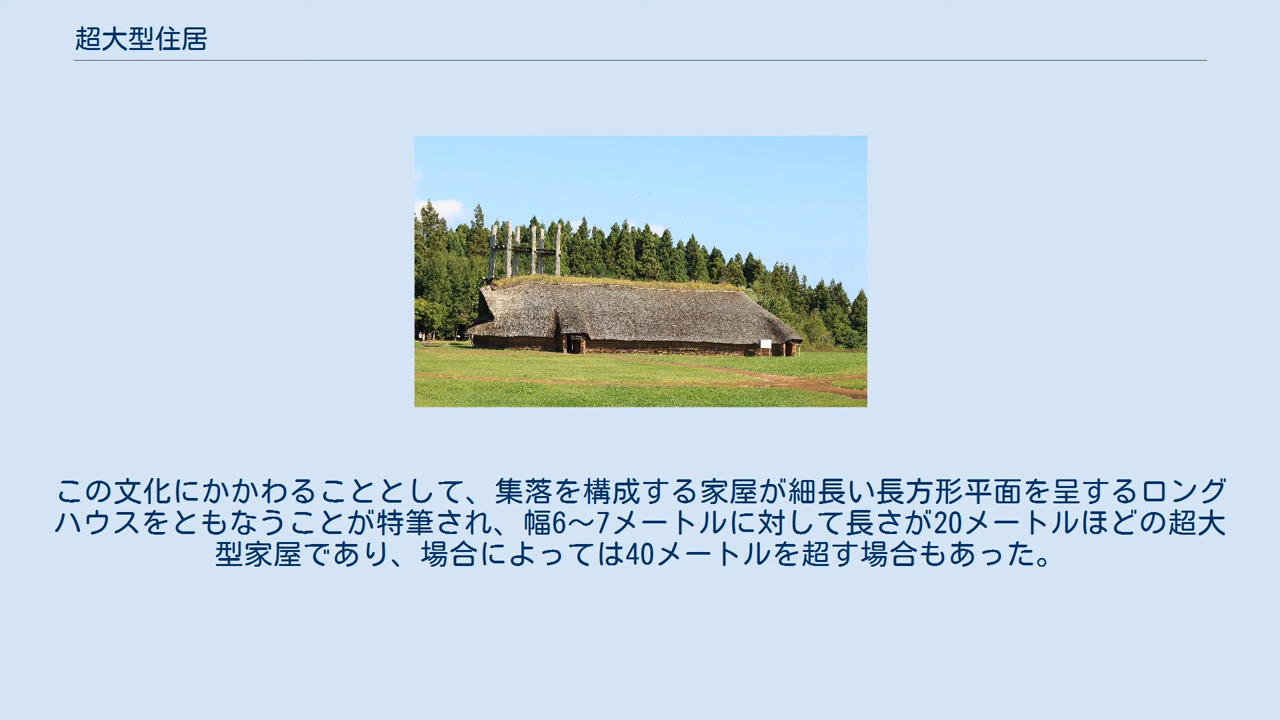 超大型住居
この文化にかかわることとして、集落を構成する家屋が細長い長方形平面を呈するロング
ハウスをともなうことが特筆され、幅6～7メートルに対して長さが20メートルほどの超大
型家屋であり、場合によっては40メートルを超す場合もあった。